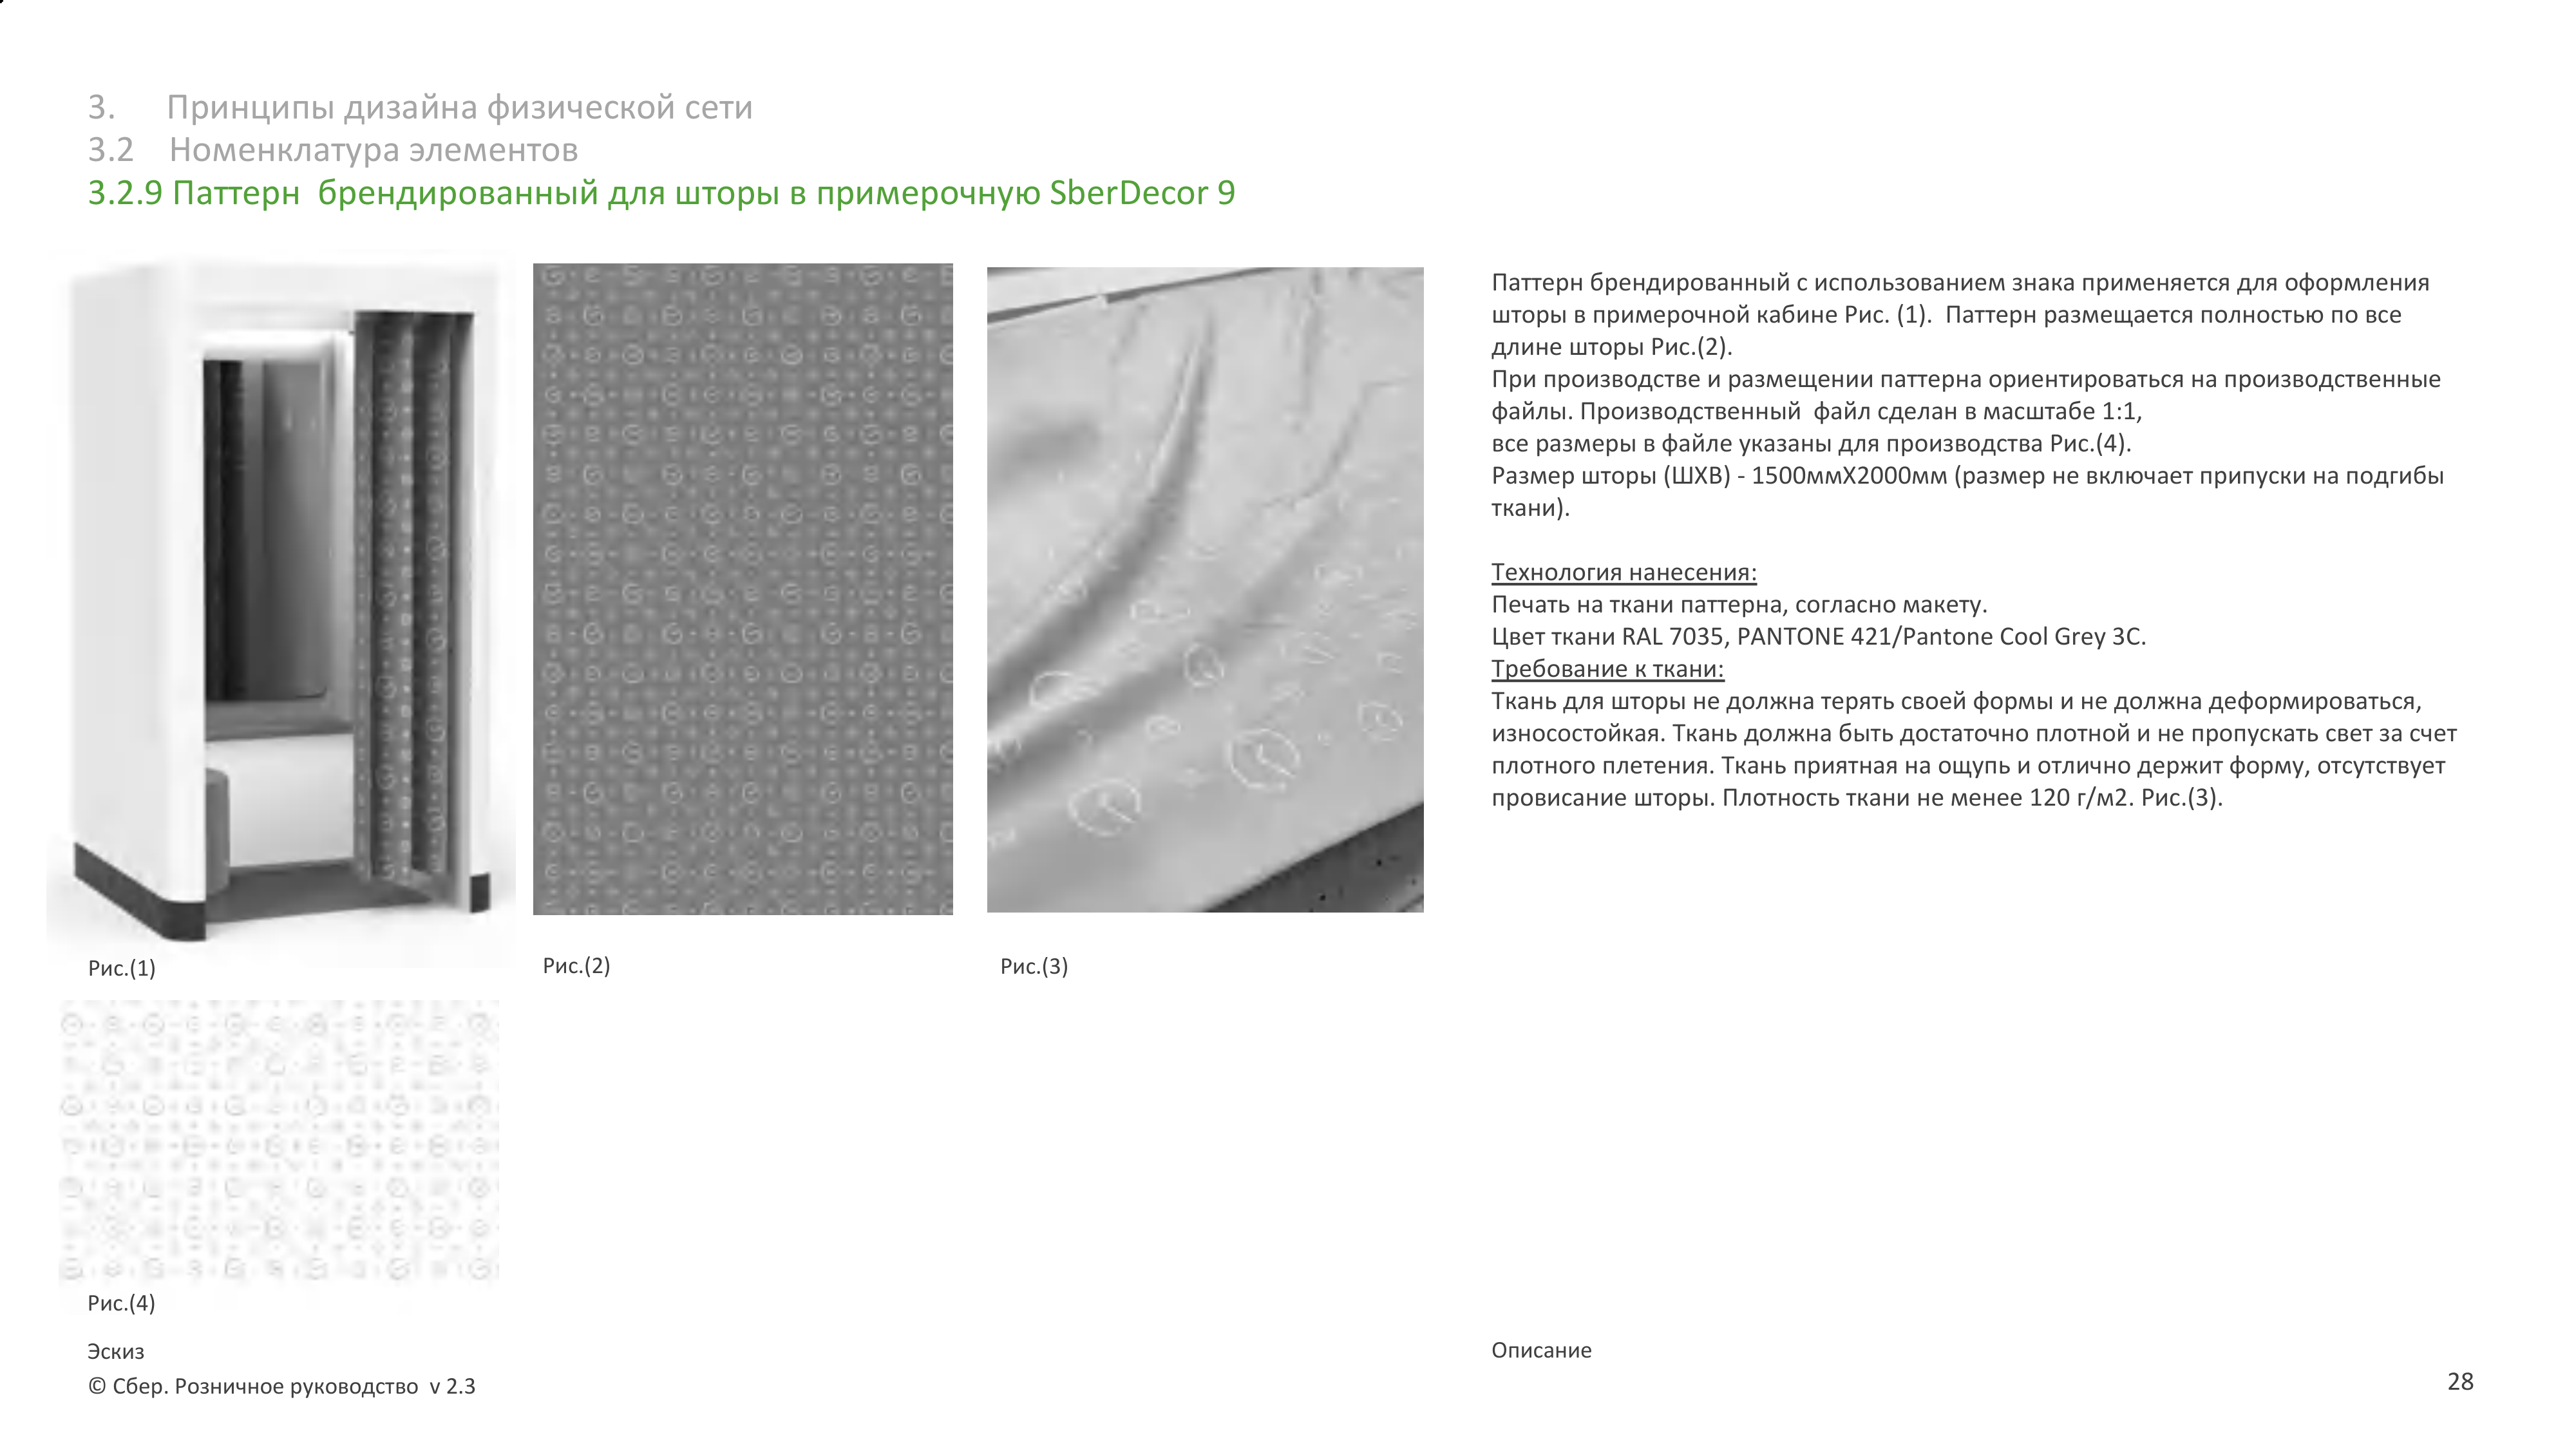 3. Принципы дизайна физической сети
3.2 Номенклатура элементов
3.2.9 Паттерн брендированный для шторы в примерочную SberDecor 9
Паттерн брендированный с использованием знака применяется для оформления
шторы в примерочной кабине Рис. (1). Паттерн размещается полностью по все
длине шторы Рис.(2).
При производстве и размещении паттерна ориентироваться на производственные
файлы. Производственный файл сделан в масштабе 1:1,
все размеры в файле указаны для производства Рис.(4).
Размер шторы (ШХВ) - 1500ммХ2000мм (размер не включает припуски на подгибы
ткани).
Технология нанесения:
Печать на ткани паттерна, согласно макету.
Цвет ткани RAL 7035, PANTONE 421/Pantone Cool Grey 3C.
Требование к ткани:
Ткань для шторы не должна терять своей формы и не должна деформироваться,
износостойкая. Ткань должна быть достаточно плотной и не пропускать свет за счет
плотного плетения. Ткань приятная на ощупь и отлично держит форму, отсутствует
провисание шторы. Плотность ткани не менее 120 г/м2. Рис.(3).
Рис.(1)
Рис.(2)
Рис.(3)
Рис.(4)
Эскиз
Описание
© Сбер. Розничное руководство v 2.3
28